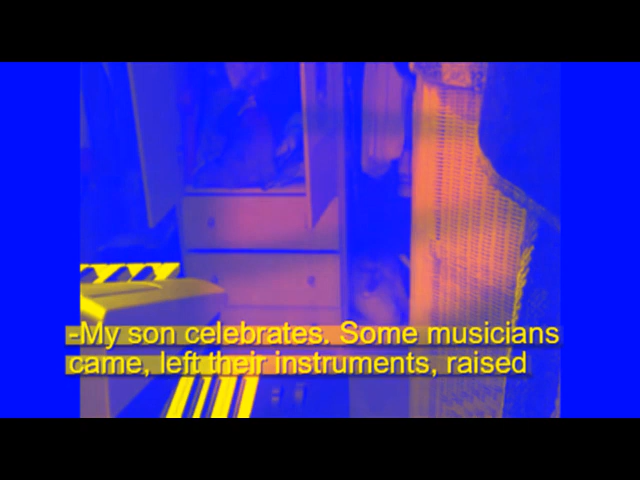 -My son celebrates. Some musicians
came, left their instruments, raised